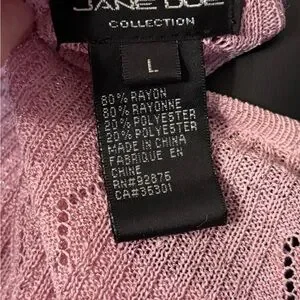 JANE DOE
COLLECTION
L
80% RAYON
80% RAYONNE
20% POLYESTER
20% POLYESTER
MADE IN CHINA
FABRIQUE EN
CHINE
RN#92876
CA#35301